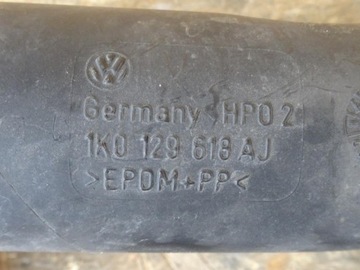 Germany HPO 2
1K0 129 618 AJ
>EPDM+PP<